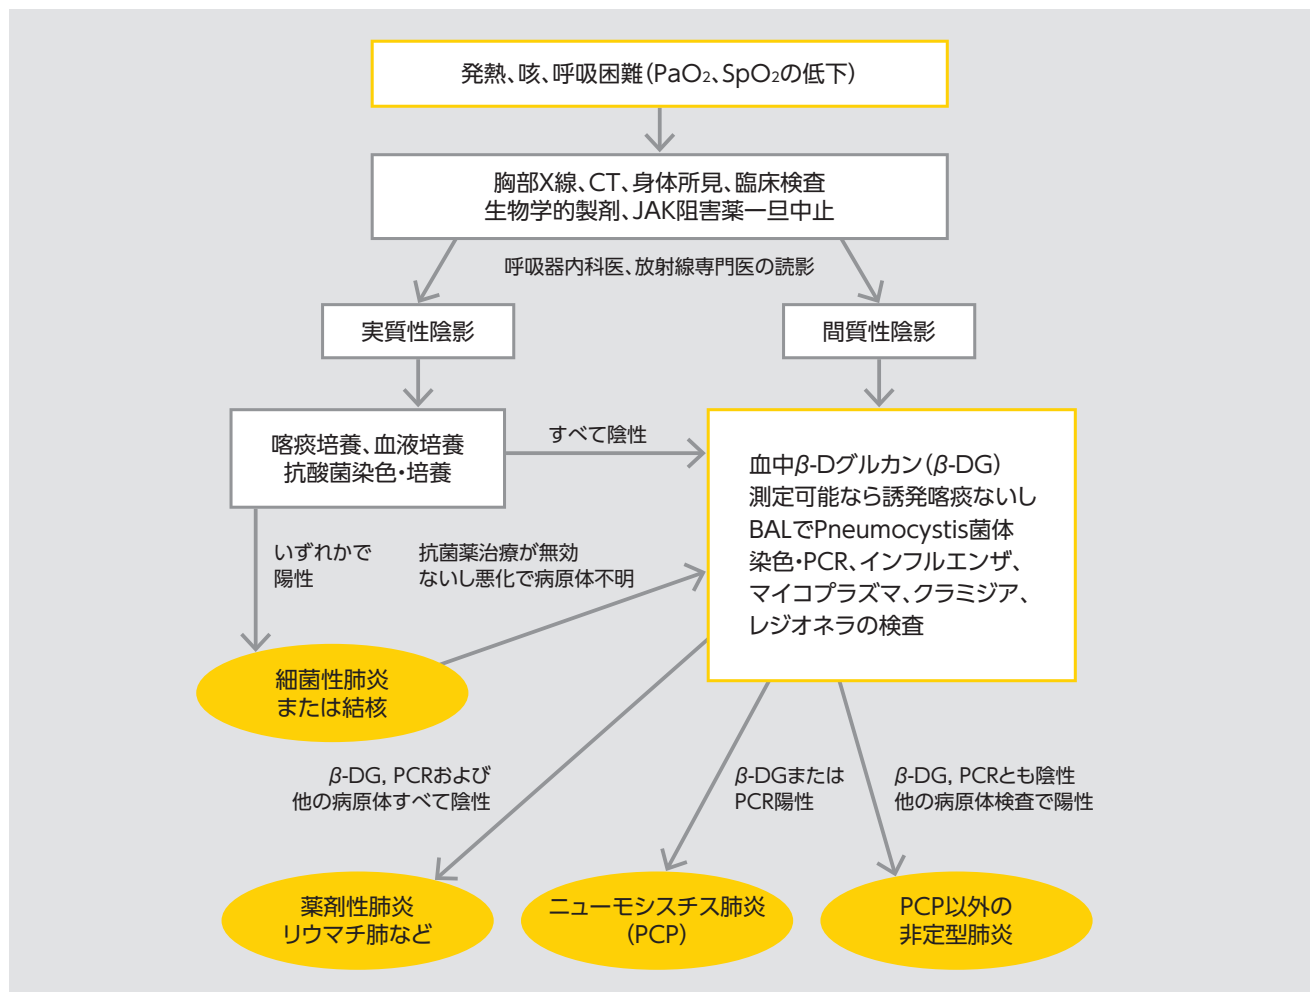 発熱、咳、呼吸困難（PaO₂、SpO₂の低下）
胸部X線、CT、身体所見、臨床検査
生物学的製剤、JAK阻害薬一旦中止
呼吸器内科医、放射線専門医の読影
実質性陰影
間質性陰影
喀痰培養、血液培養
抗酸菌染色・培養
すべて陰性
血中β-Dグルカン（β-DG）
測定可能なら誘発喀痰ないし
BALでPneumocystis菌体
染色・PCR、インフルエンザ、
マイコプラズマ、クラミジア、
レジオネラの検査
いずれかで
陽性
抗菌薬治療が無効
ないし悪化で病原体不明
細菌性肺炎
または結核
β-DG, PCRおよび
他の病原体すべて陰性
β-DGまたは
PCR陽性
β-DG, PCRとも陰性
他の病原体検査で陽性
薬剤性肺炎
リウマチ肺など
ニューモシスチス肺炎
(PCP)
PCP以外の
非定型肺炎